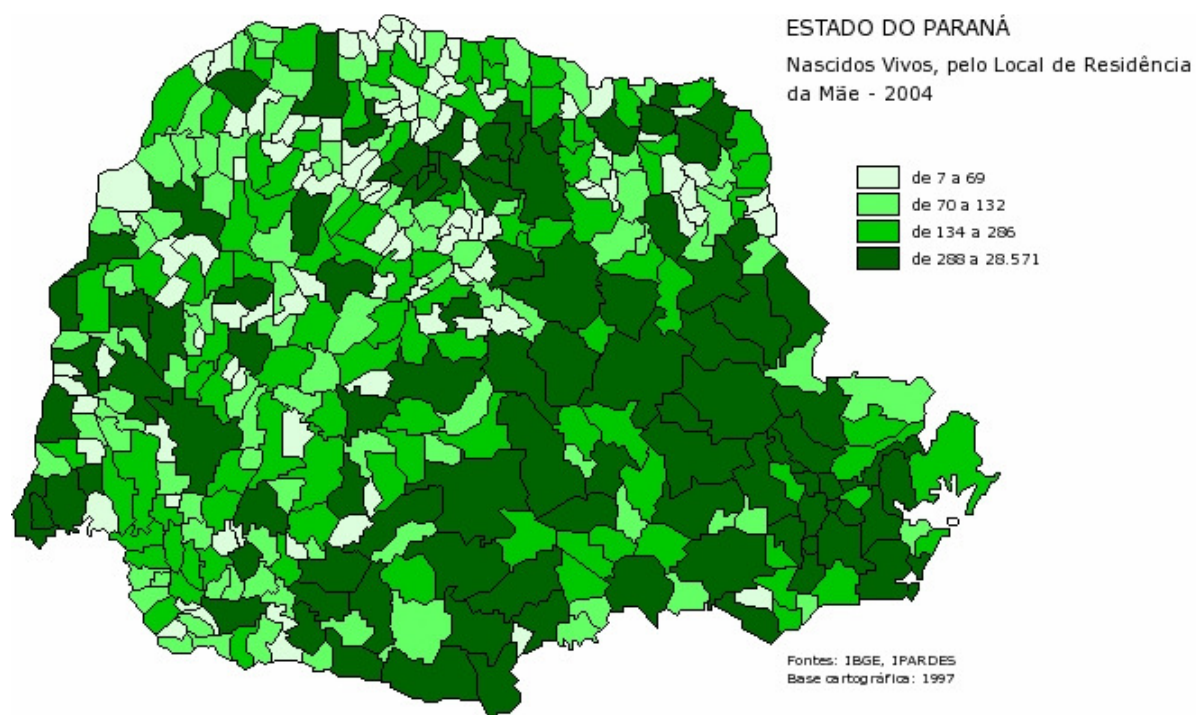 ESTADO DO PARANÁ
Nascidos Vivos, pelo Local de Residência
da Mãe - 2004
de 7 a 69
de 70 a 132
de 134 a 286
de 288 a 28.571
Fontes: IBGE, IPARDES
Base cartográfica: 1997